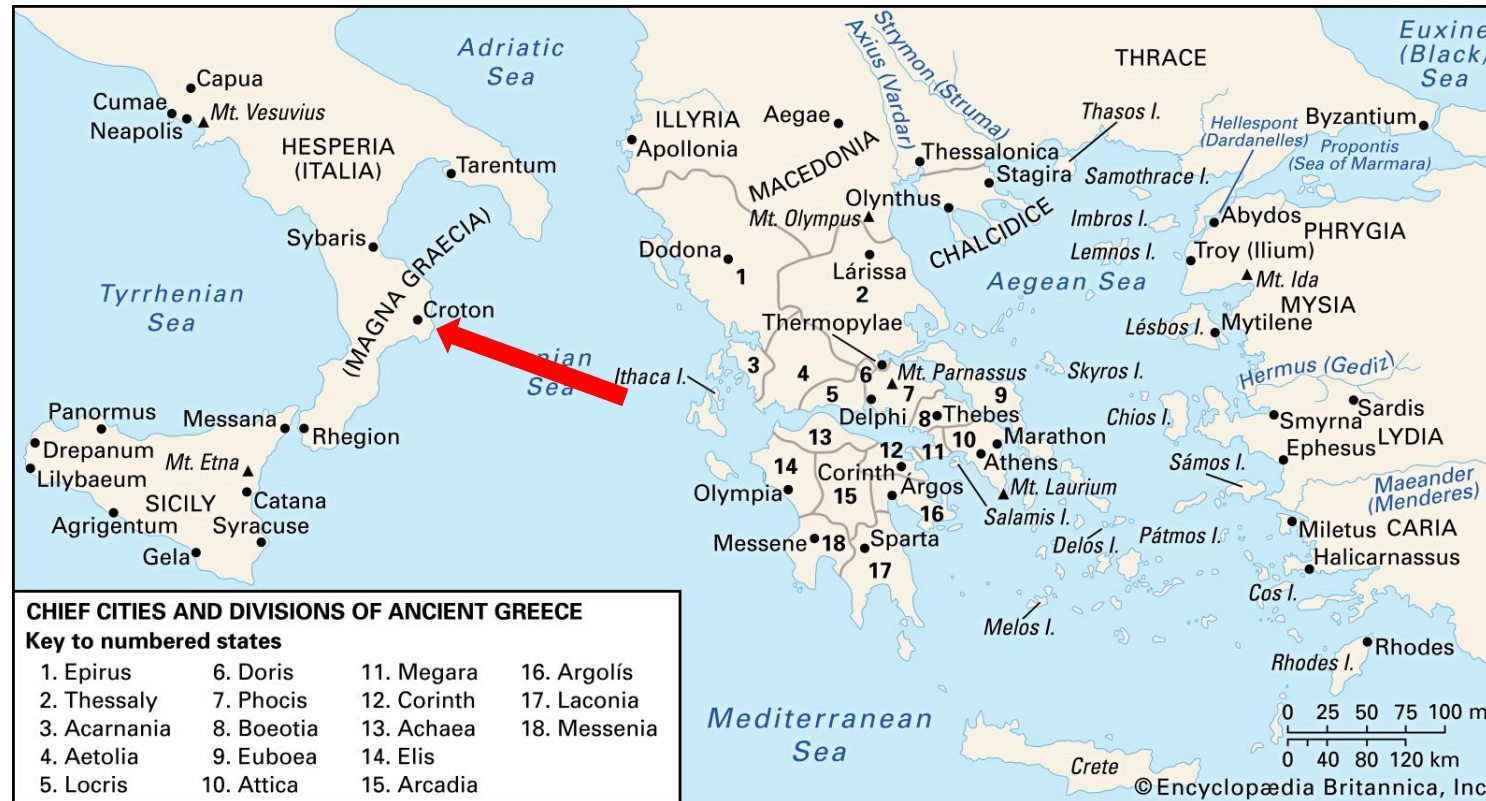 Adriatic
Sea
Euxine
(Black)
Sea
Strymon (Struma)
Axius (Vardar)
THRACE
Capua
Cumae
Mt. Vesuvius
Neapolis
HESPERIA
(ITALIA)
Tarentum
ILLYRIA
Apollonia
Aegae
MACEDONIA
Thessalonica
Stagira
Thasos I.
Samothrace I.
Hellespont
(Dardanelles)
Byzantium
Propontis
(Sea of Marmara)
Olynthus
Mt. Olympus
CHALCIDICE
Imbros I.
Abydos
PHRYGIA
Sybaris
(MAGNA GRAECIA)
Dodona
1
Lárissa
2
Lemnos I.
Troy (Ilium)
Mt. Ida
Aegean Sea
MYSIA
Tyrrhenian
Sea
Croton
Thermopylae
Lésbos I.
Mytilene
nian
Sea
Ithaca I.
3
4
5
6
Mt. Parnassus
7
Skyros I.
Hermus (Gediz)
Delphi
8
Thebes
9
Chios I.
Smyrna
Sardis
LYDIA
Panormus
Messana
Rhegion
Drepanum
Mt. Etna
Lilybaeum
SICILY
Catana
Agrigentum
Syracuse
Gela
13
12
11
10
Marathon
Athens
Ephesus
14
Corinth
Olympia
15
Árgos
Mt. Laurium
Sámos I.
Maeander
(Menderes)
16
Salamis I.
Messene
18
Sparta
17
Delos I.
Pátmos I.
Miletus
CARIA
Halicarnassus
Cos I.
Melos I.
Rhodes
Rhodes I.
Mediterranean
Sea
Crete
0 25 50 75 100 m
0 40 80 120 km
© Encyclopædia Britannica, Inc
CHIEF CITIES AND DIVISIONS OF ANCIENT GREECE
Key to numbered states
1. Epirus
2. Thessaly
3. Acarnania
4. Aetolia
5. Locris
6. Doris
7. Phocis
8. Boeotia
9. Euboea
10. Attica
11. Megara
12. Corinth
13. Achaea
14. Elis
15. Arcadia
16. Argolís
17. Laconia
18. Messenia